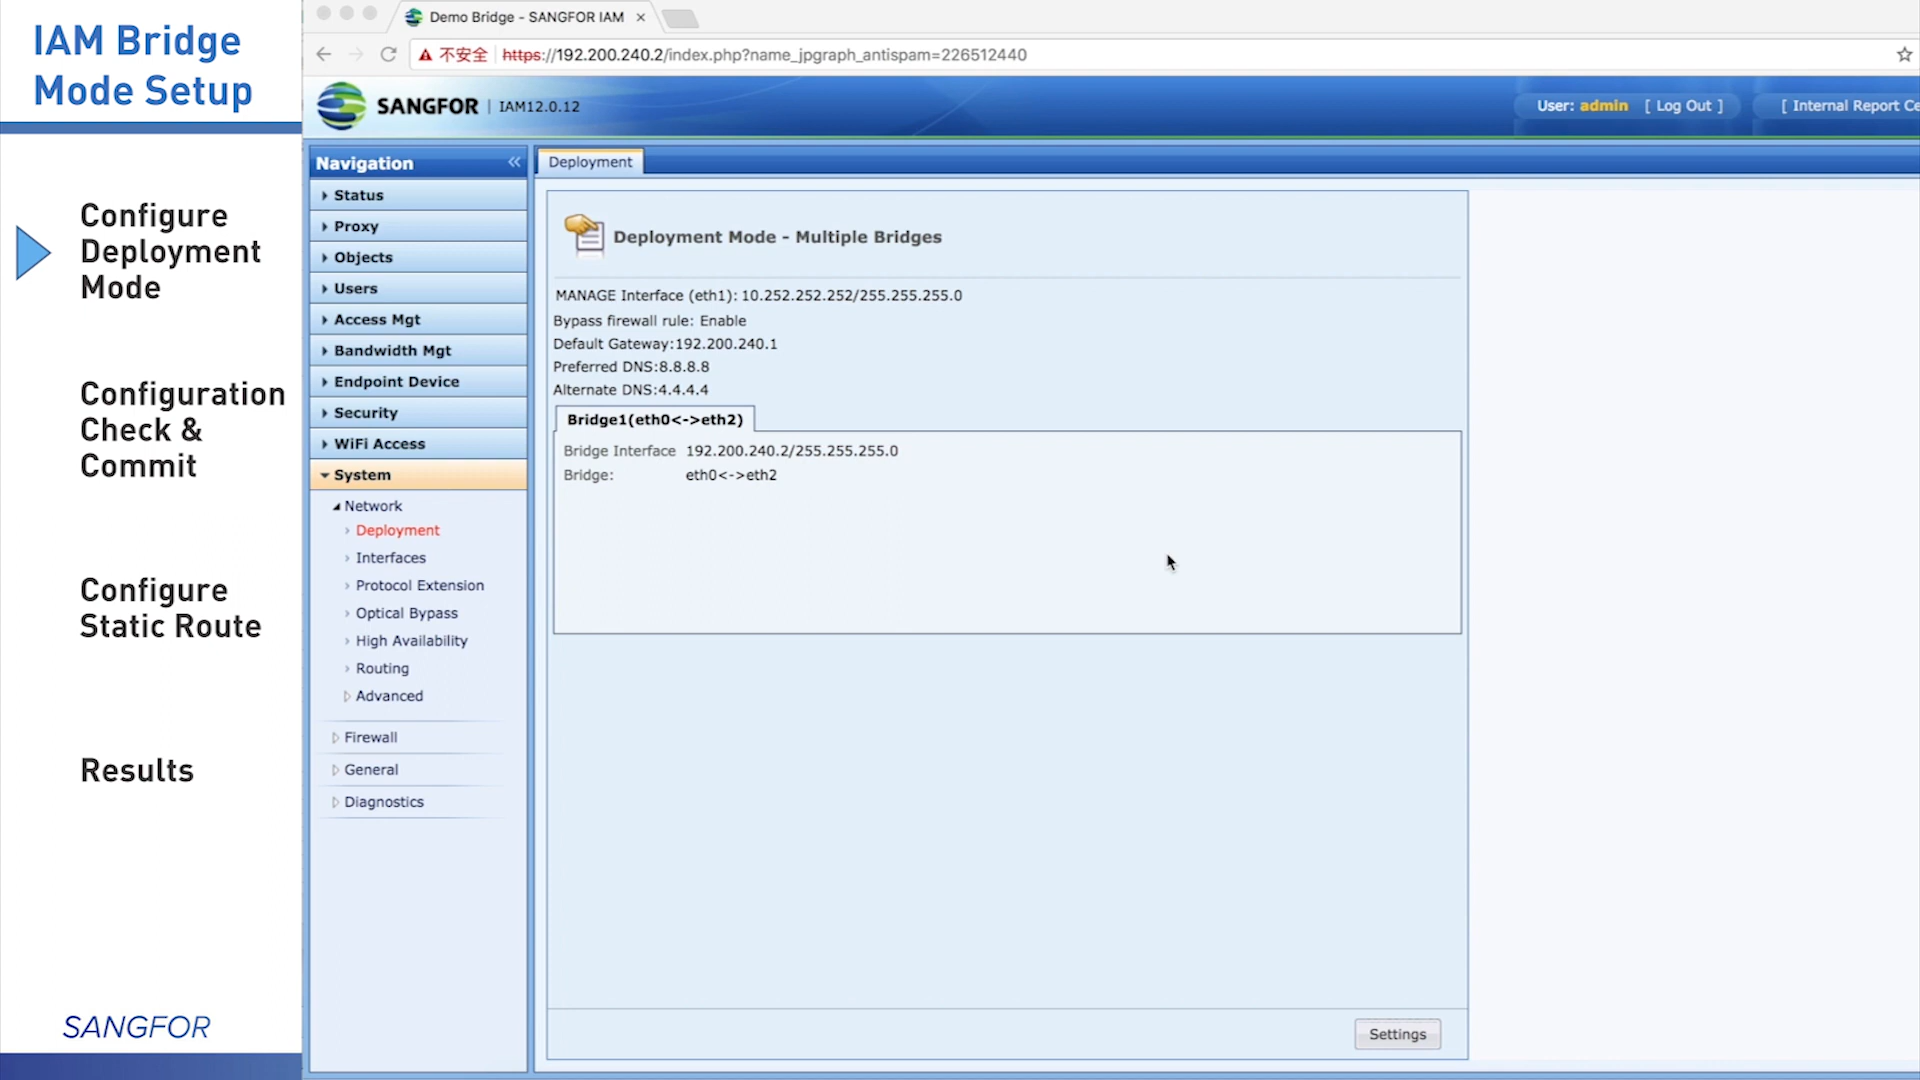 IAM Bridge
Mode Setup
Configure
Deployment
Mode
Configuration
Check &
Commit
Configure
Static Route
Results
SANGFOR
Demo Bridge - SANGFOR IAM
不安全 https://192.200.240.2/index.php?name_jpgraph_antispam=226512440
SANGFOR | IAM12.0.12
User: admin [ Log Out ] [ Internal Report Ce
Navigation
Status
Proxy
Objects
Users
Access Mgt
Bandwidth Mgt
Endpoint Device
Security
WiFi Access
System
Network
Deployment
Interfaces
Protocol Extension
Optical Bypass
High Availability
Routing
Advanced
Firewall
General
Diagnostics
Deployment
Deployment Mode - Multiple Bridges
MANAGE Interface (eth1): 10.252.252.252/255.255.255.0
Bypass firewall rule: Enable
Default Gateway:192.200.240.1
Preferred DNS:8.8.8.8
Alternate DNS:4.4.4.4
Bridge1(eth0<->eth2)
Bridge Interface 192.200.240.2/255.255.255.0
Bridge: eth0<->eth2
Settings